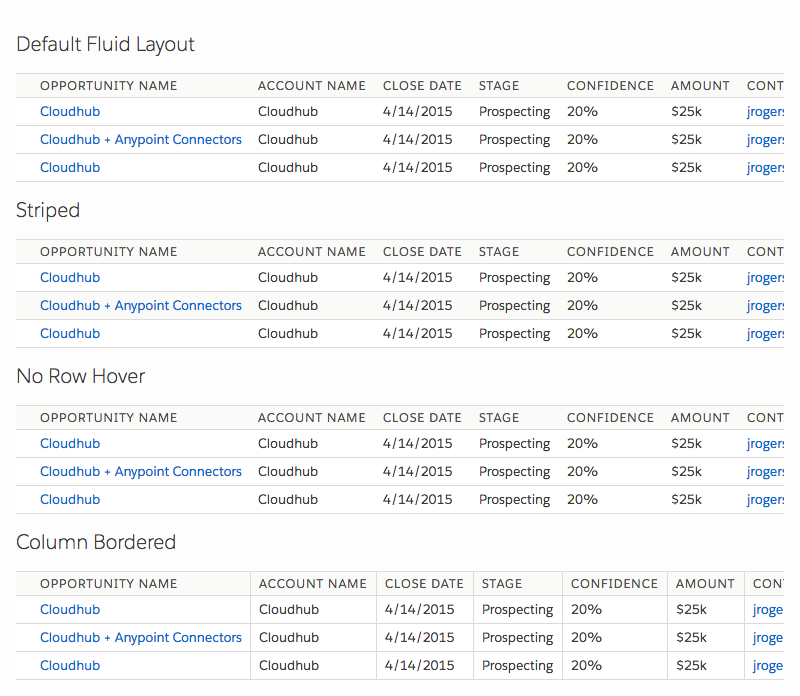 Default Fluid Layout
OPPORTUNITY NAME ACCOUNT NAME CLOSE DATE STAGE CONFIDENCE AMOUNT CONT
Cloudhub Cloudhub 4/14/2015 Prospecting 20% $25k jrogers
Cloudhub + Anypoint Connectors Cloudhub 4/14/2015 Prospecting 20% $25k jrogers
Cloudhub Cloudhub 4/14/2015 Prospecting 20% $25k jrogers
Striped
OPPORTUNITY NAME ACCOUNT NAME CLOSE DATE STAGE CONFIDENCE AMOUNT CONT
Cloudhub Cloudhub 4/14/2015 Prospecting 20% $25k jrogers
Cloudhub + Anypoint Connectors Cloudhub 4/14/2015 Prospecting 20% $25k jrogers
Cloudhub Cloudhub 4/14/2015 Prospecting 20% $25k jrogers
No Row Hover
OPPORTUNITY NAME ACCOUNT NAME CLOSE DATE STAGE CONFIDENCE AMOUNT CONT
Cloudhub Cloudhub 4/14/2015 Prospecting 20% $25k jrogers
Cloudhub + Anypoint Connectors Cloudhub 4/14/2015 Prospecting 20% $25k jrogers
Cloudhub Cloudhub 4/14/2015 Prospecting 20% $25k jrogers
Column Bordered
OPPORTUNITY NAME ACCOUNT NAME CLOSE DATE STAGE CONFIDENCE AMOUNT CON
Cloudhub Cloudhub 4/14/2015 Prospecting 20% $25k jroge
Cloudhub + Anypoint Connectors Cloudhub 4/14/2015 Prospecting 20% $25k jroge
Cloudhub Cloudhub 4/14/2015 Prospecting 20% $25k jroge